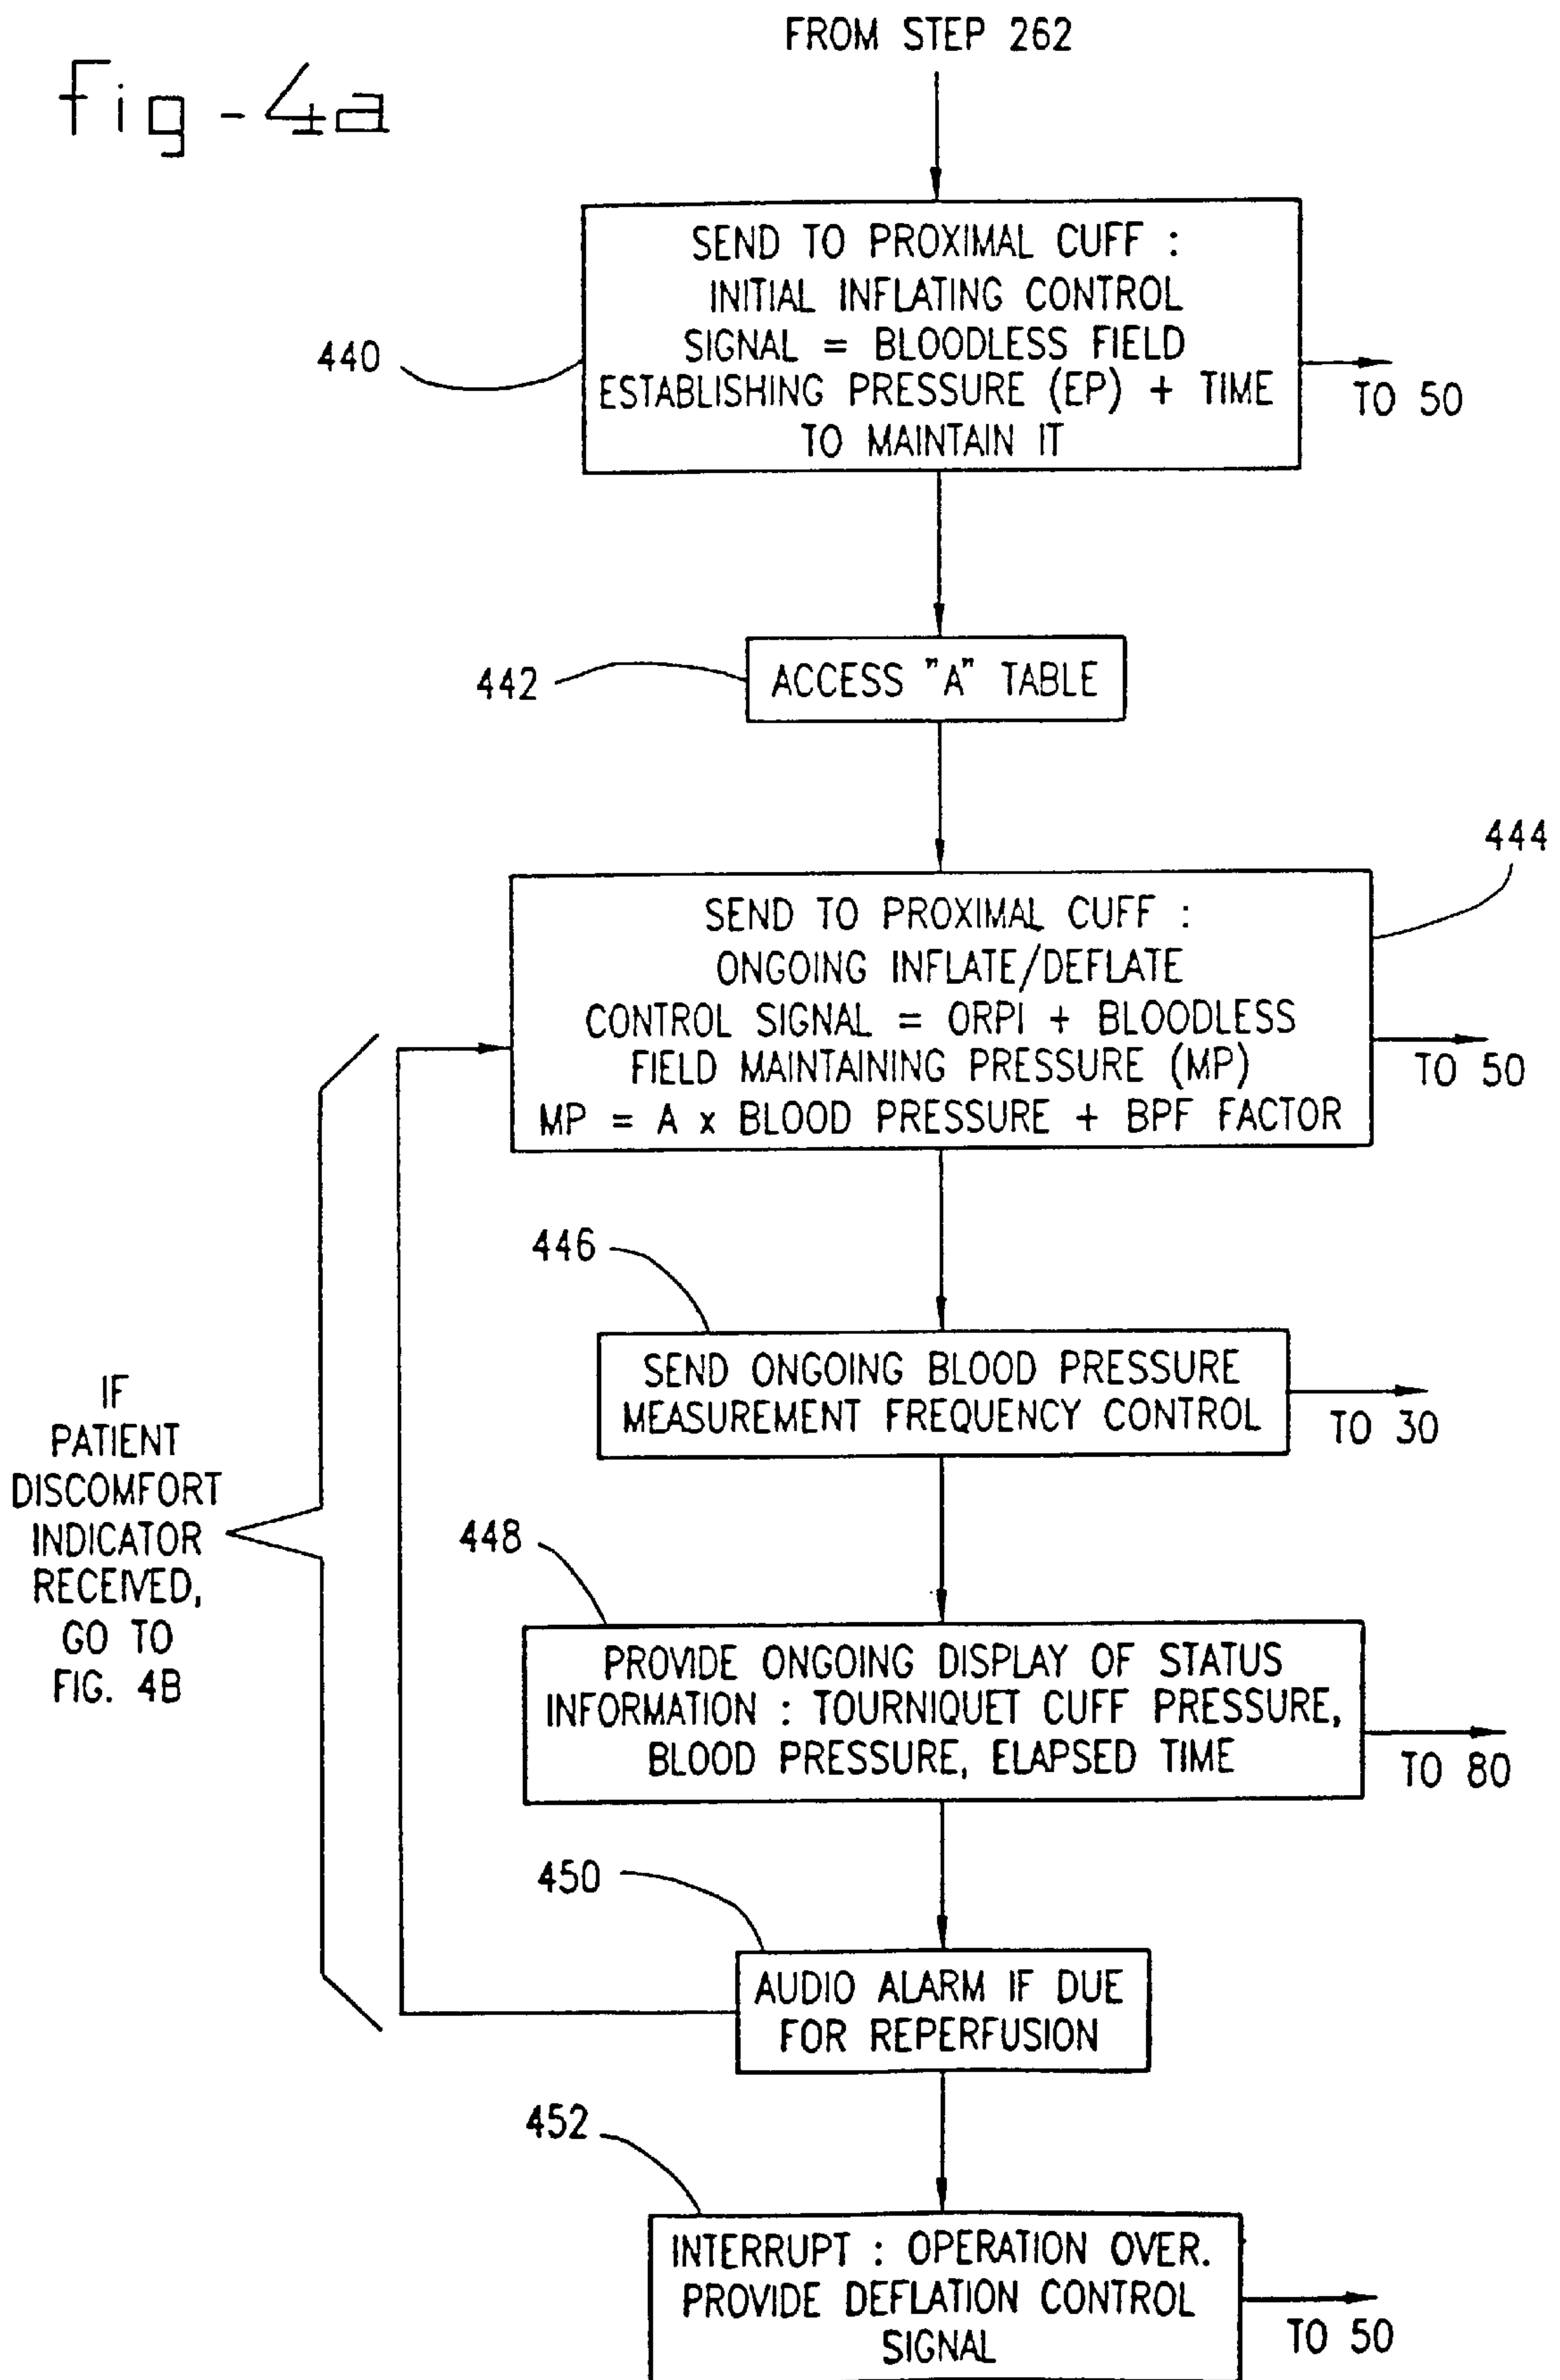 fig-4a
FROM STEP 262
SEND TO PROXIMAL CUFF :
INITIAL INFLATING CONTROL
SIGNAL = BLOODLESS FIELD
ESTABLISHING PRESSURE (EP) + TIME
TO MAINTAIN IT
440
TO 50
442
ACCESS "A" TABLE
444
SEND TO PROXIMAL CUFF :
ONGOING INFLATE/DEFLATE
CONTROL SIGNAL = ORPI + BLOODLESS
FIELD MAINTAINING PRESSURE (MP)
MP = A x BLOOD PRESSURE + BPF FACTOR
TO 50
446
SEND ONGOING BLOOD PRESSURE
MEASUREMENT FREQUENCY CONTROL
TO 30
IF
PATIENT
DISCOMFORT
INDICATOR
RECEIVED,
GO TO
FIG. 4B
448
PROVIDE ONGOING DISPLAY OF STATUS
INFORMATION : TOURNIQUET CUFF PRESSURE,
BLOOD PRESSURE, ELAPSED TIME
TO 80
450
AUDIO ALARM IF DUE
FOR REPERFUSION
452
INTERRUPT : OPERATION OVER.
PROVIDE DEFLATION CONTROL
SIGNAL
TO 50